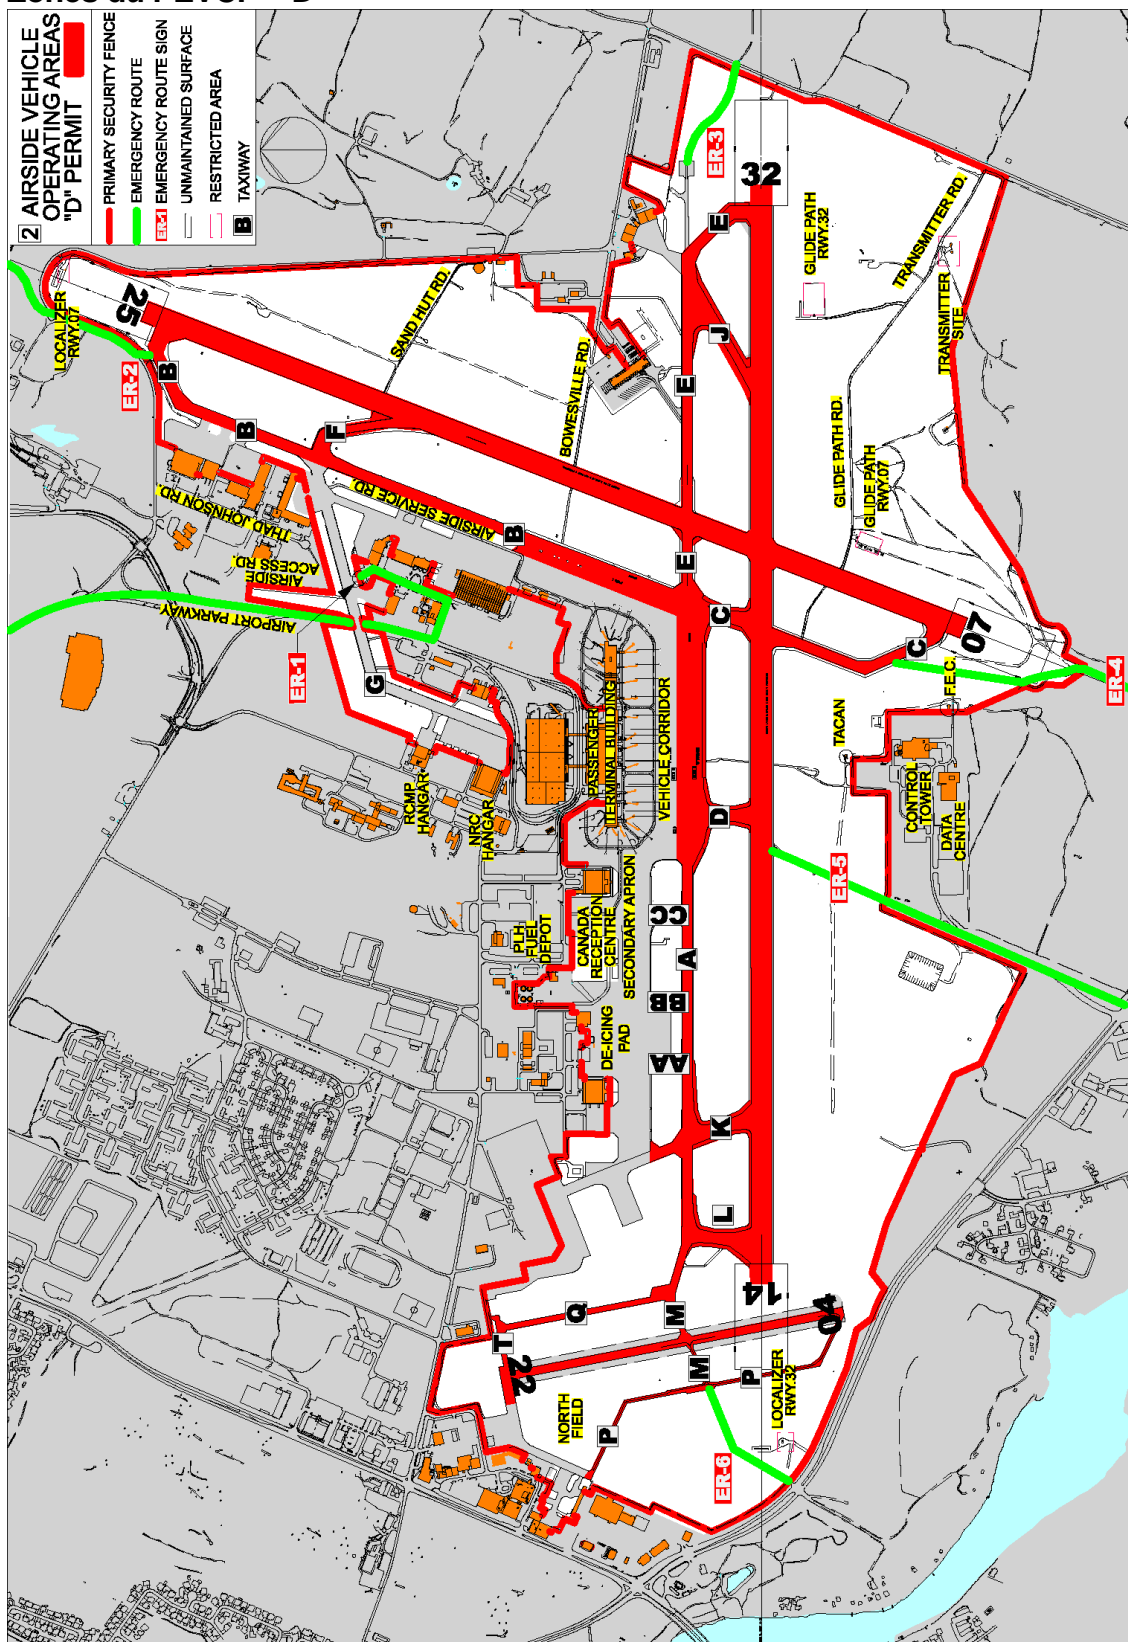 Zones du PEVCP « D »
2 AIRSIDE VEHICLE
OPERATING AREAS
"D" PERMIT
PRIMARY SECURITY FENCE
EMERGENCY ROUTE
ER-1 EMERGENCY ROUTE SIGN
UNMAINTAINED SURFACE
RESTRICTED AREA
B TAXIWAY
LOCALIZER
RWY.07
25
ER-2
B
B
F
SAND HUT RD.
THAD JOHNSON RD.
AIRSIDE
ACCESS RD.
AIRPORT PARKWAY
ER-1
G
AIRSIDE SERVICE RD.
B
BOWESVILLE RD.
ER-3
32
E
J
E
E
GLIDE PATH
RWY.32
TRANSMITTER RD.
TRANSMITTER
SITE
GLIDE PATH RD.
GLIDE PATH
RWY.07
C
C
07
F.E.C.
ER-4
TACAN
CONTROL
TOWER
DATA
CENTRE
ER-5
RCMP
HANGAR
NRC
HANGAR
PASSENGER
TERMINAL BUILDING
VEHICLE CORRIDOR
D
PLH
FUEL
DEPOT
CANADA
RECEPTION
CENTRE
SECONDARY APRON
CC
A
BB
AA
DE-ICING
PAD
K
L
14
04
M
Q
T
22
M
P
P
NORTH
FIELD
LOCALIZER
RWY.32
ER-6